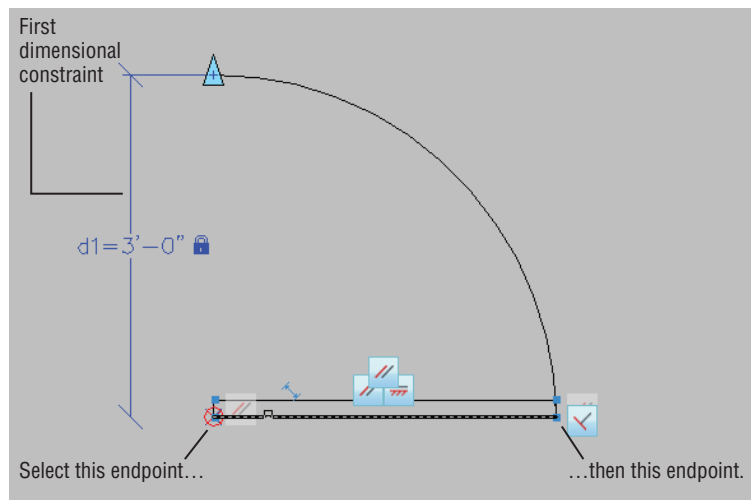 First
dimensional
constraint
d1=3'-0"
Select this endpoint...
...then this endpoint.